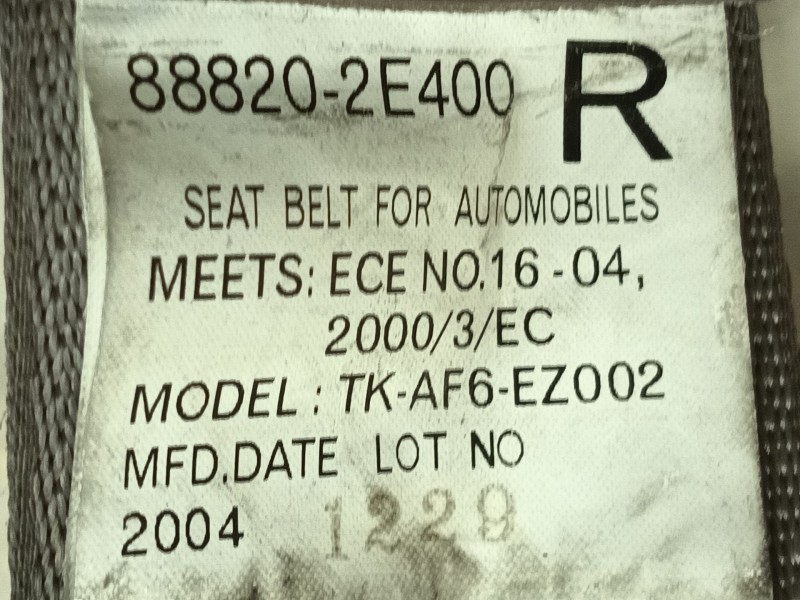 88820-2E400 R
SEAT BELT FOR AUTOMOBILES
MEETS: ECE NO.16-04,
2000/3/EC
MODEL: TK-AF6-EZ002
MFD.DATE LOT NO
2004 1229